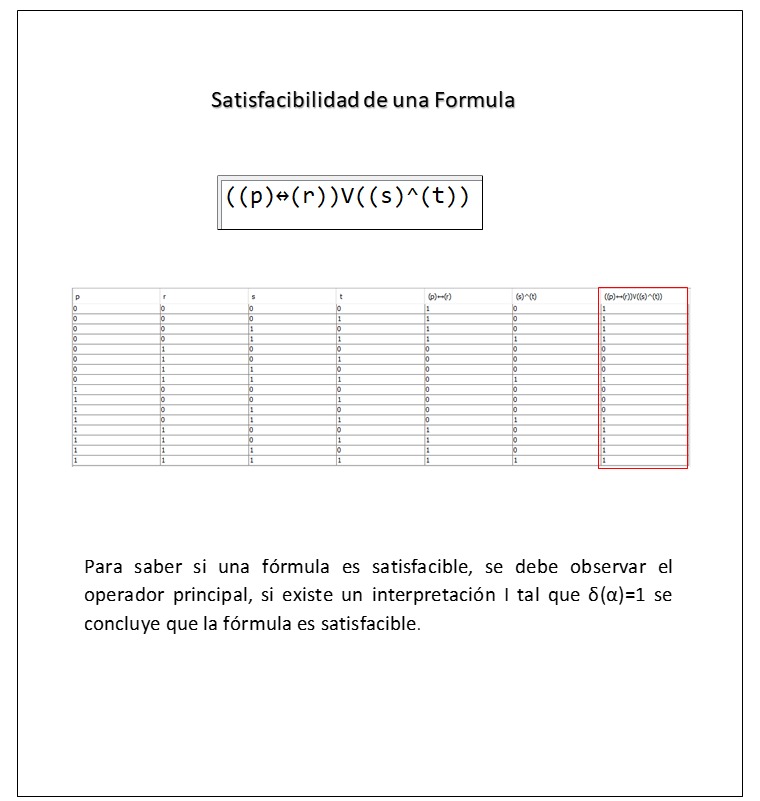 Satisfacibilidad de una Formula
((p)↔(r))V((s)^(t))
p r s t (p)↔(r) (s)^(t) ((p)↔(r))V((s)^(t))
0 0 0 0 1 0 1
0 0 0 1 1 0 1
0 0 1 0 1 0 1
0 0 1 1 1 1 1
0 1 0 0 0 0 0
0 1 0 1 0 0 0
0 1 1 0 0 0 0
0 1 1 1 0 1 1
1 0 0 0 0 0 0
1 0 0 1 0 0 0
1 0 1 0 0 0 0
1 0 1 1 0 1 1
1 1 0 0 1 0 1
1 1 0 1 1 0 1
1 1 1 0 1 0 1
1 1 1 1 1 1 1
Para saber si una fórmula es satisfacible, se debe observar el
operador principal, si existe un interpretación I tal que δ(α)=1 se
concluye que la fórmula es satisfacible.